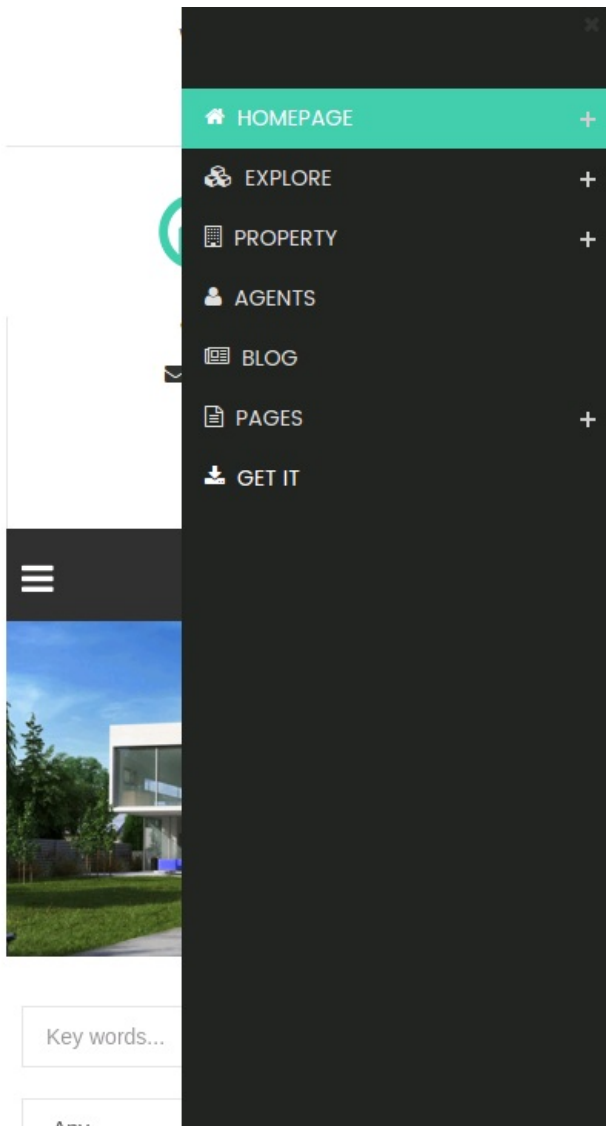 HOMEPAGE
EXPLORE
PROPERTY
AGENTS
BLOG
PAGES
GET IT
Key words...